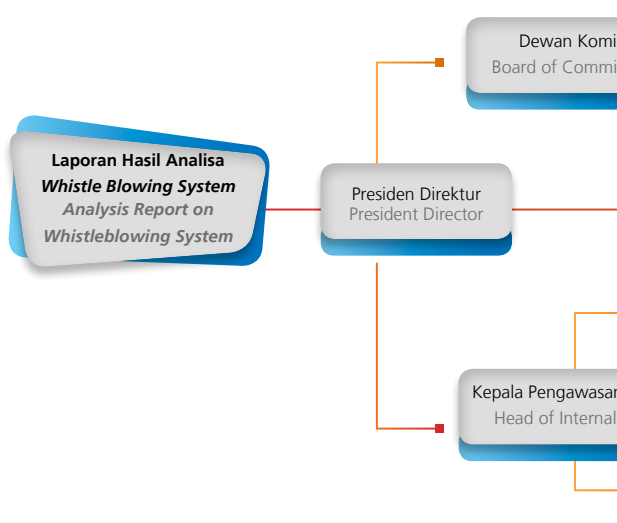 Dewan Komi
Board of Commi
Laporan Hasil Analisa
Whistle Blowing System
Analysis Report on
Whistleblowing System
Presiden Direktur
President Director
Kepala Pengawasan
Head of Internal